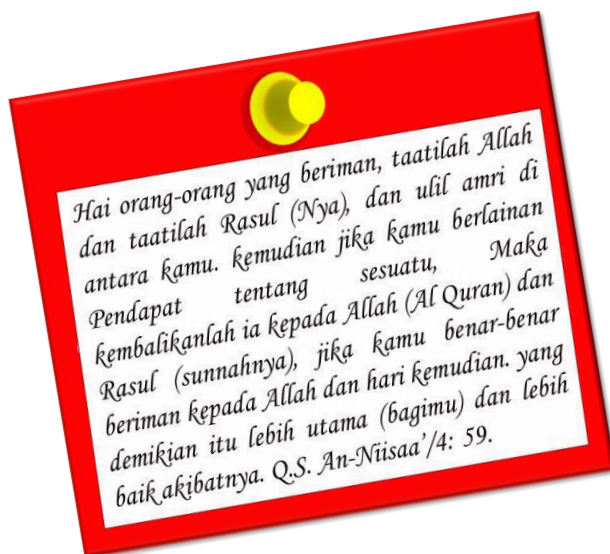 Hai orang-orang yang beriman, taatilah Allah
dan taatilah Rasul (Nya), dan ulil amri di
antara kamu. kemudian jika kamu berlainan
Pendapat tentang sesuatu, Maka
kembalikanlah ia kepada Allah (Al Quran) dan
Rasul (sunnahnya), jika kamu benar-benar
beriman kepada Allah dan hari kemudian. yang
demikian itu lebih utama (bagimu) dan lebih
baik akibatnya. Q.S. An-Niisaa'/4: 59.